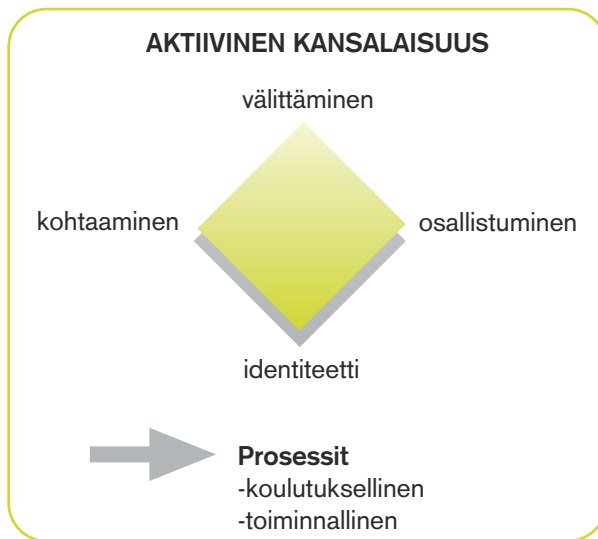 AKTIIVINEN KANSALAISUUS
välittäminen
kohtaaminen
osallistuminen
identiteetti
Prosessit
-koulutuksellinen
-toiminnallinen